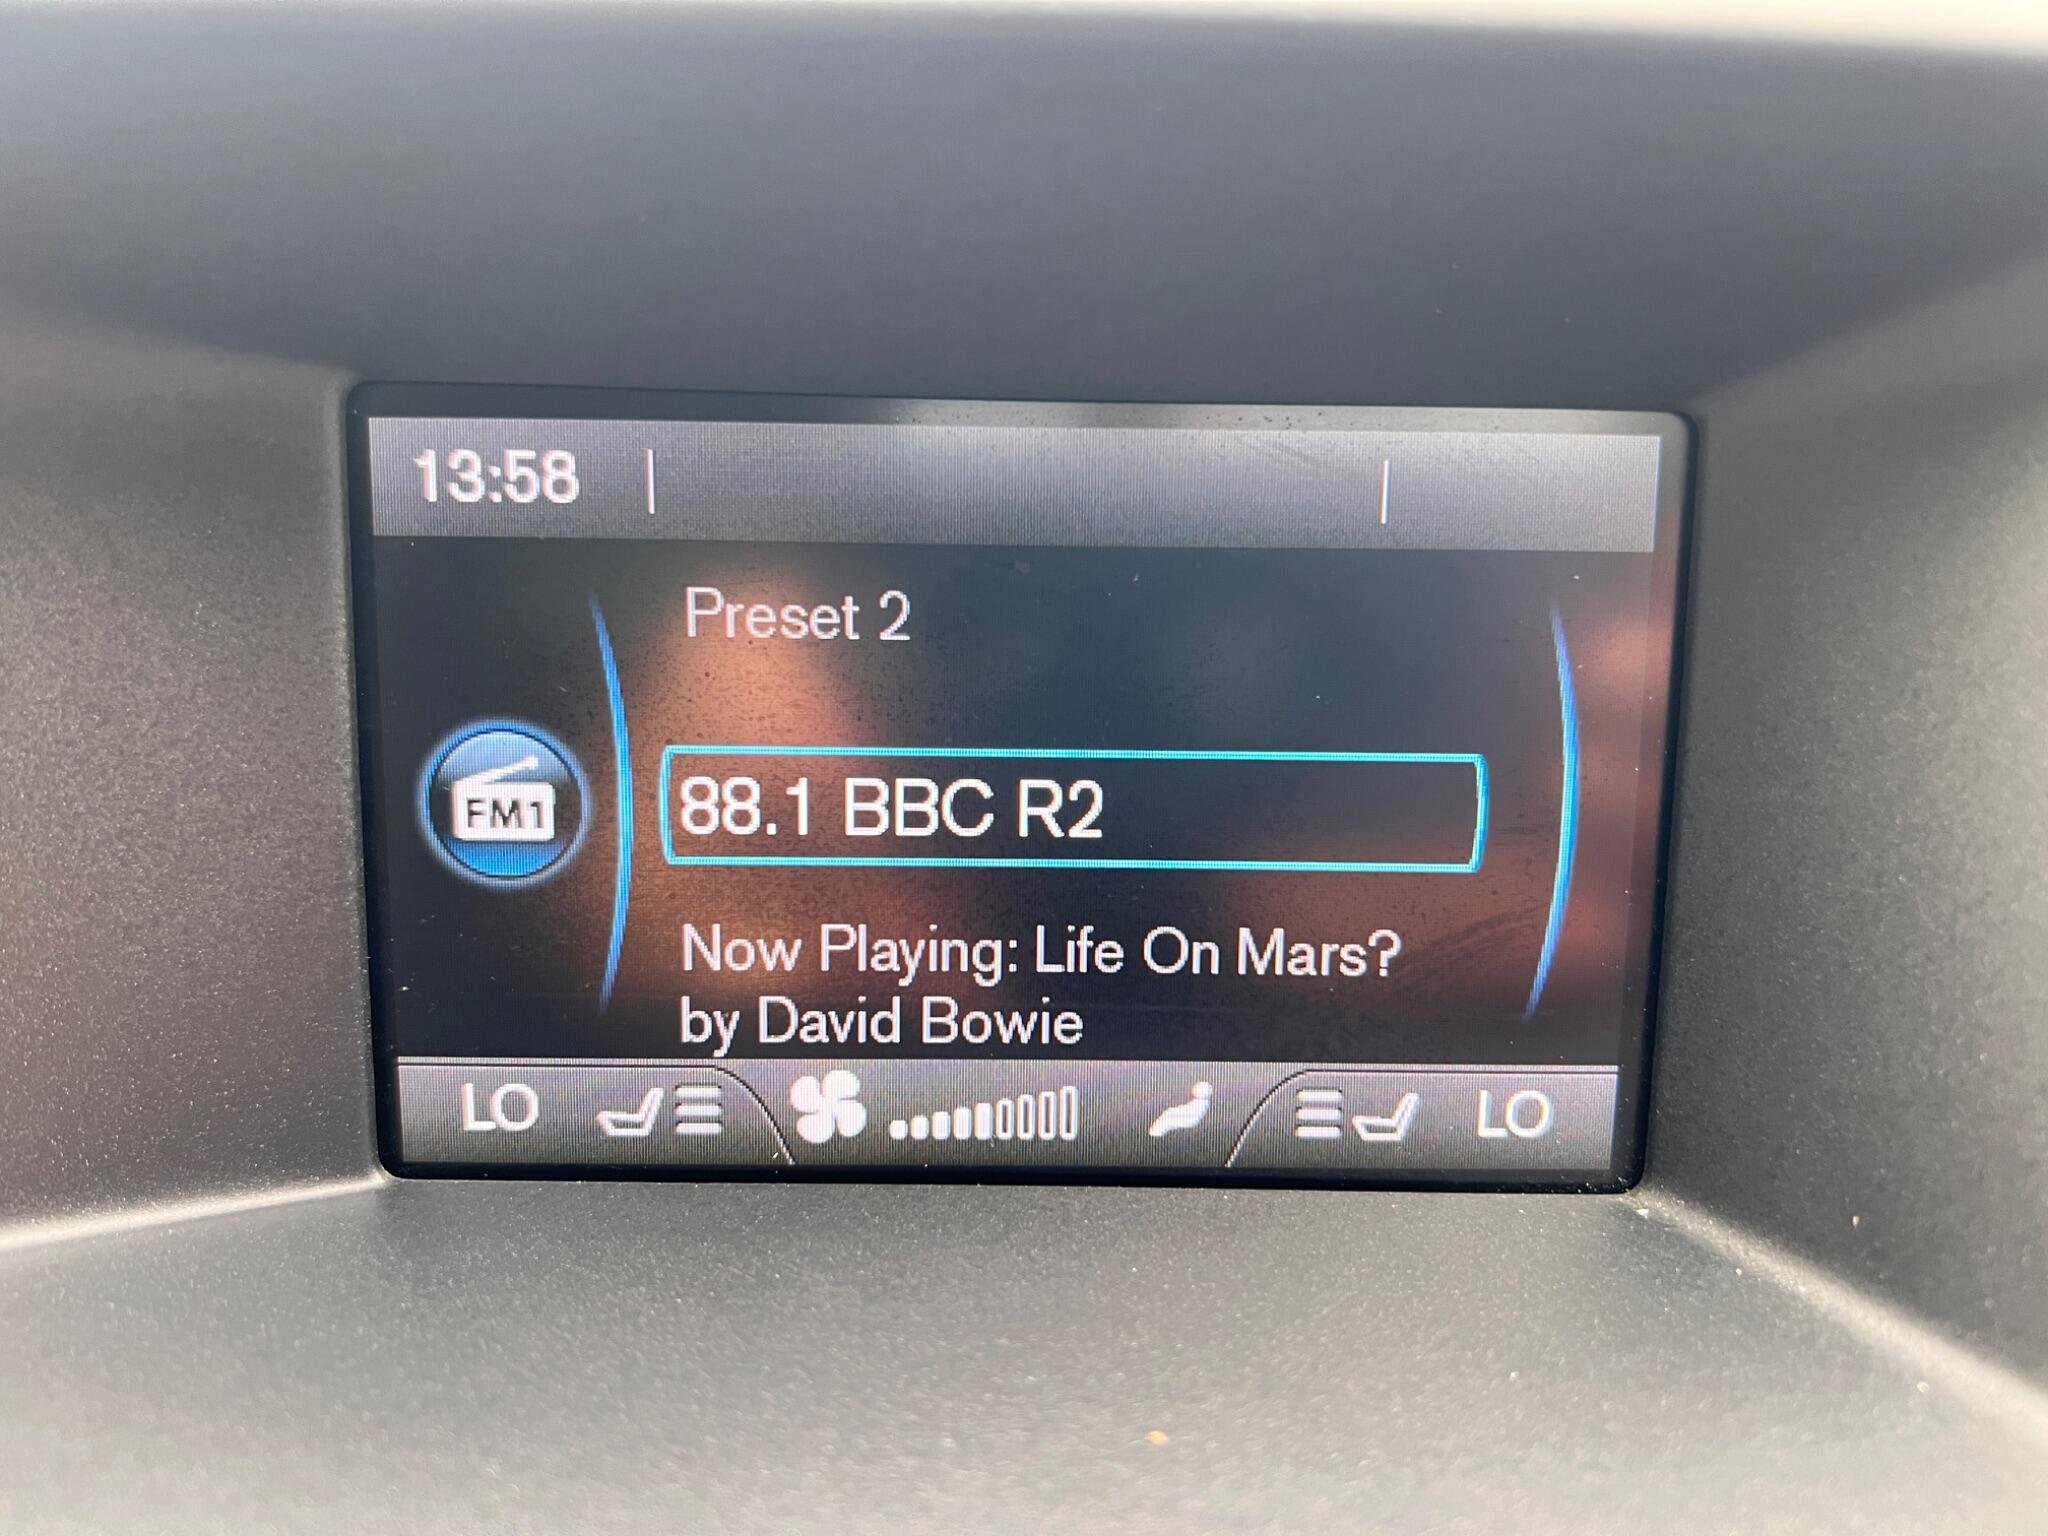 13:58
Preset 2
FM1
88.1 BBC R2
Now Playing: Life On Mars?
by David Bowie
LO LO